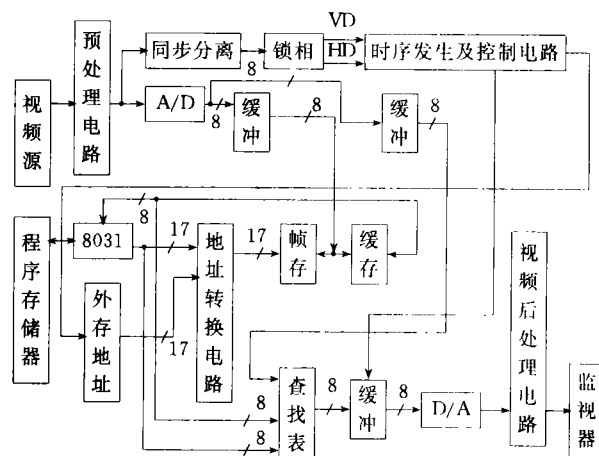 VD
HD
同步分离
锁相
时序发生及控制电路
预处理电路
视频源
8
A/D
8
缓冲
8
缓冲
8
程序存储器
8
8031
17
地址转换电路
17
帧存
缓存
外存地址
17
视频后处理电路
监视器
查找表
8
缓冲
8
D/A
8
8